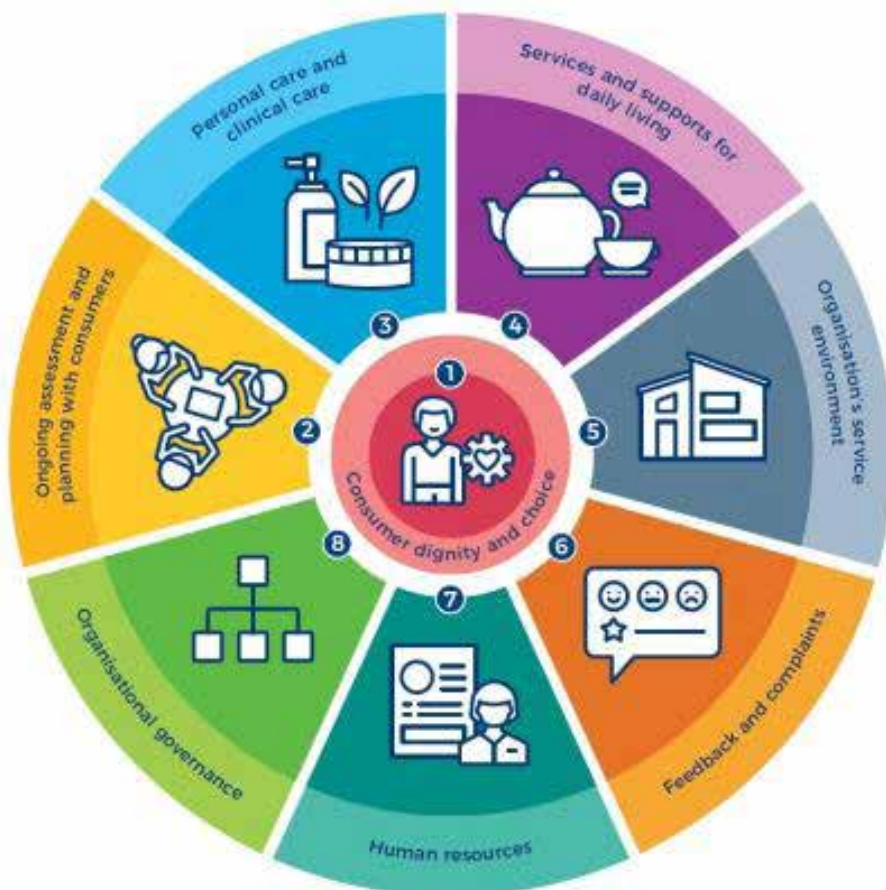 1
Consumer dignity and choice
2
Ongoing assessment and
planning with consumers
3
Personal care and
clinical care
4
Services and supports for
daily living
5
Organisation's service
environment
6
Feedback and complaints
7
Human resources
8
Organisational governance